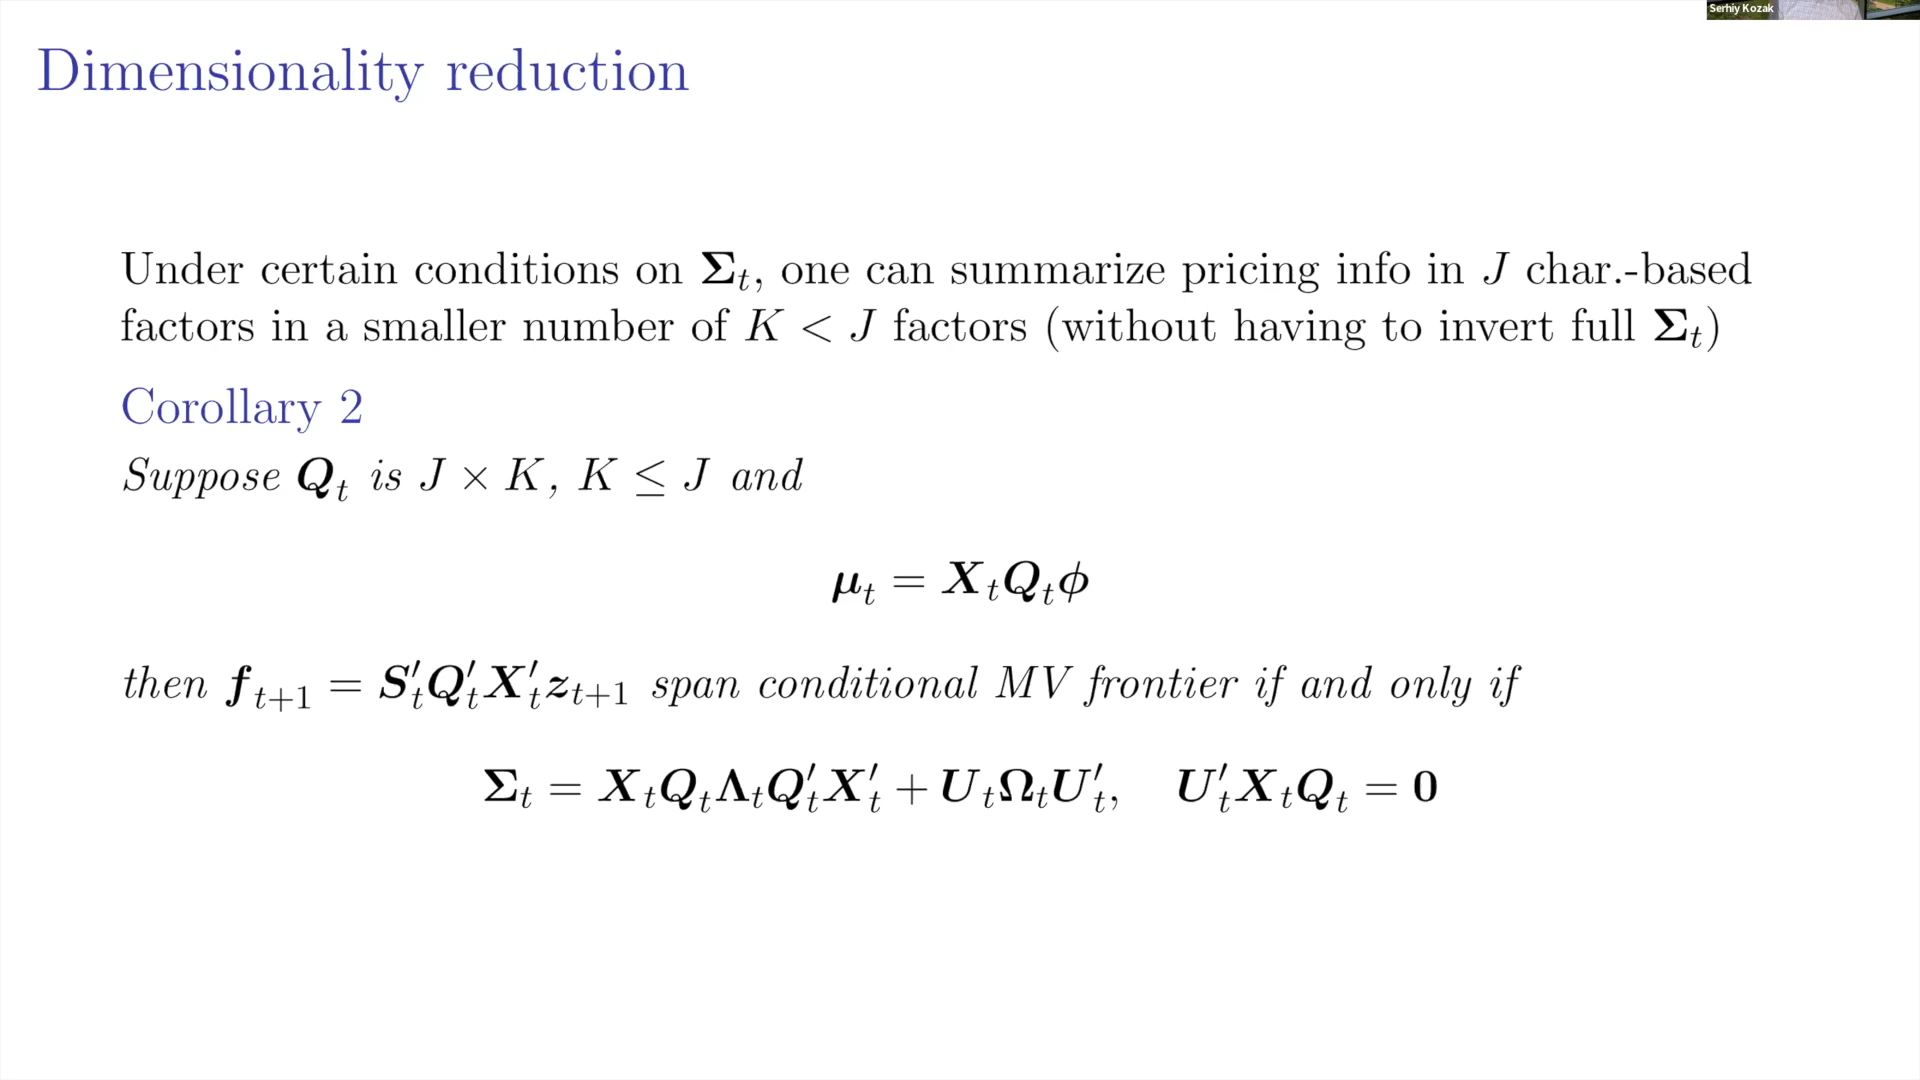 Serhiy Kozak
Dimensionality reduction
Under certain conditions on Σ_t, one can summarize pricing info in J char.-based
factors in a smaller number of K < J factors (without having to invert full Σ_t)
Corollary 2
Suppose Q_t is J × K, K ≤ J and
μ_t = X_t Q_t ϕ
then f_{t+1} = S′_t Q′_t X′_t z_{t+1} span conditional MV frontier if and only if
Σ_t = X_t Q_t Λ_t Q′_t X′_t + U_t Ω_t U′_t, U′_t X_t Q_t = 0